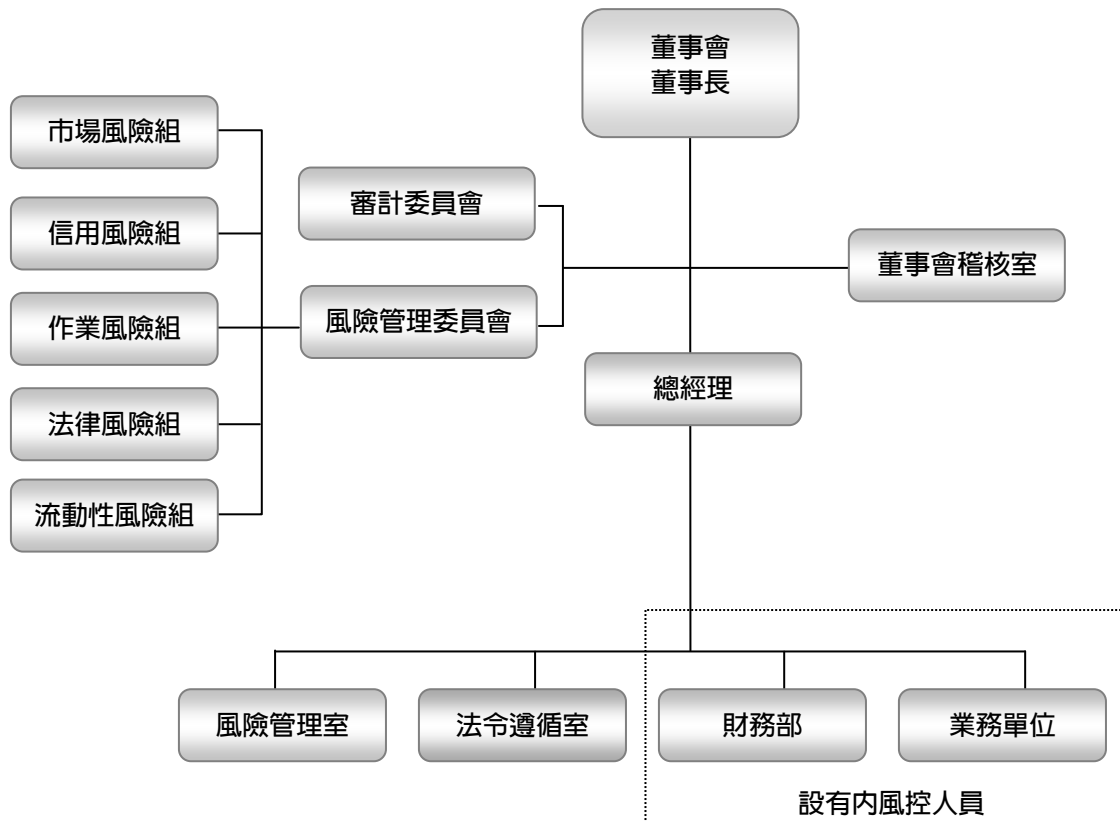 董事會
董事長
市場風險組
信用風險組
作業風險組
法律風險組
流動性風險組
審計委員會
風險管理委員會
董事會稽核室
總經理
風險管理室
法令遵循室
財務部
業務單位
設有内風控人員